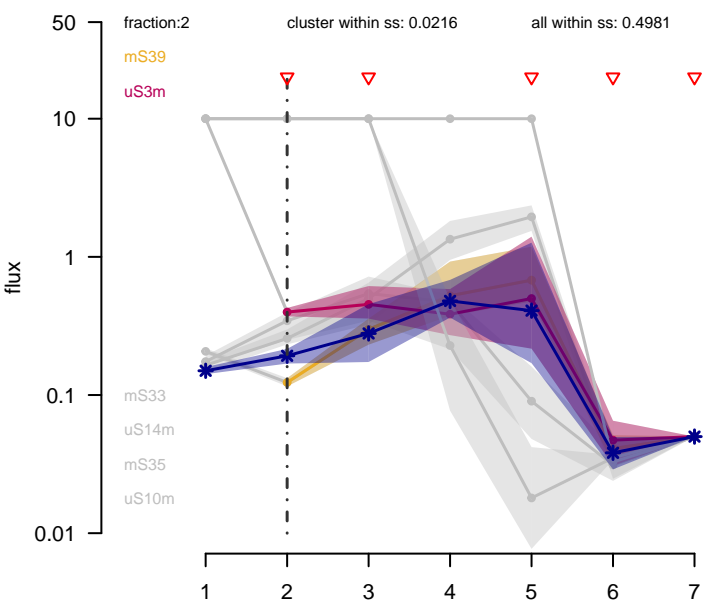 fraction:2 cluster within ss: 0.0216 all within ss: 0.4981
mS39
uS3m
50
10
1
0.1
0.01
flux
mS33
uS14m
mS35
uS10m
1 2 3 4 5 6 7